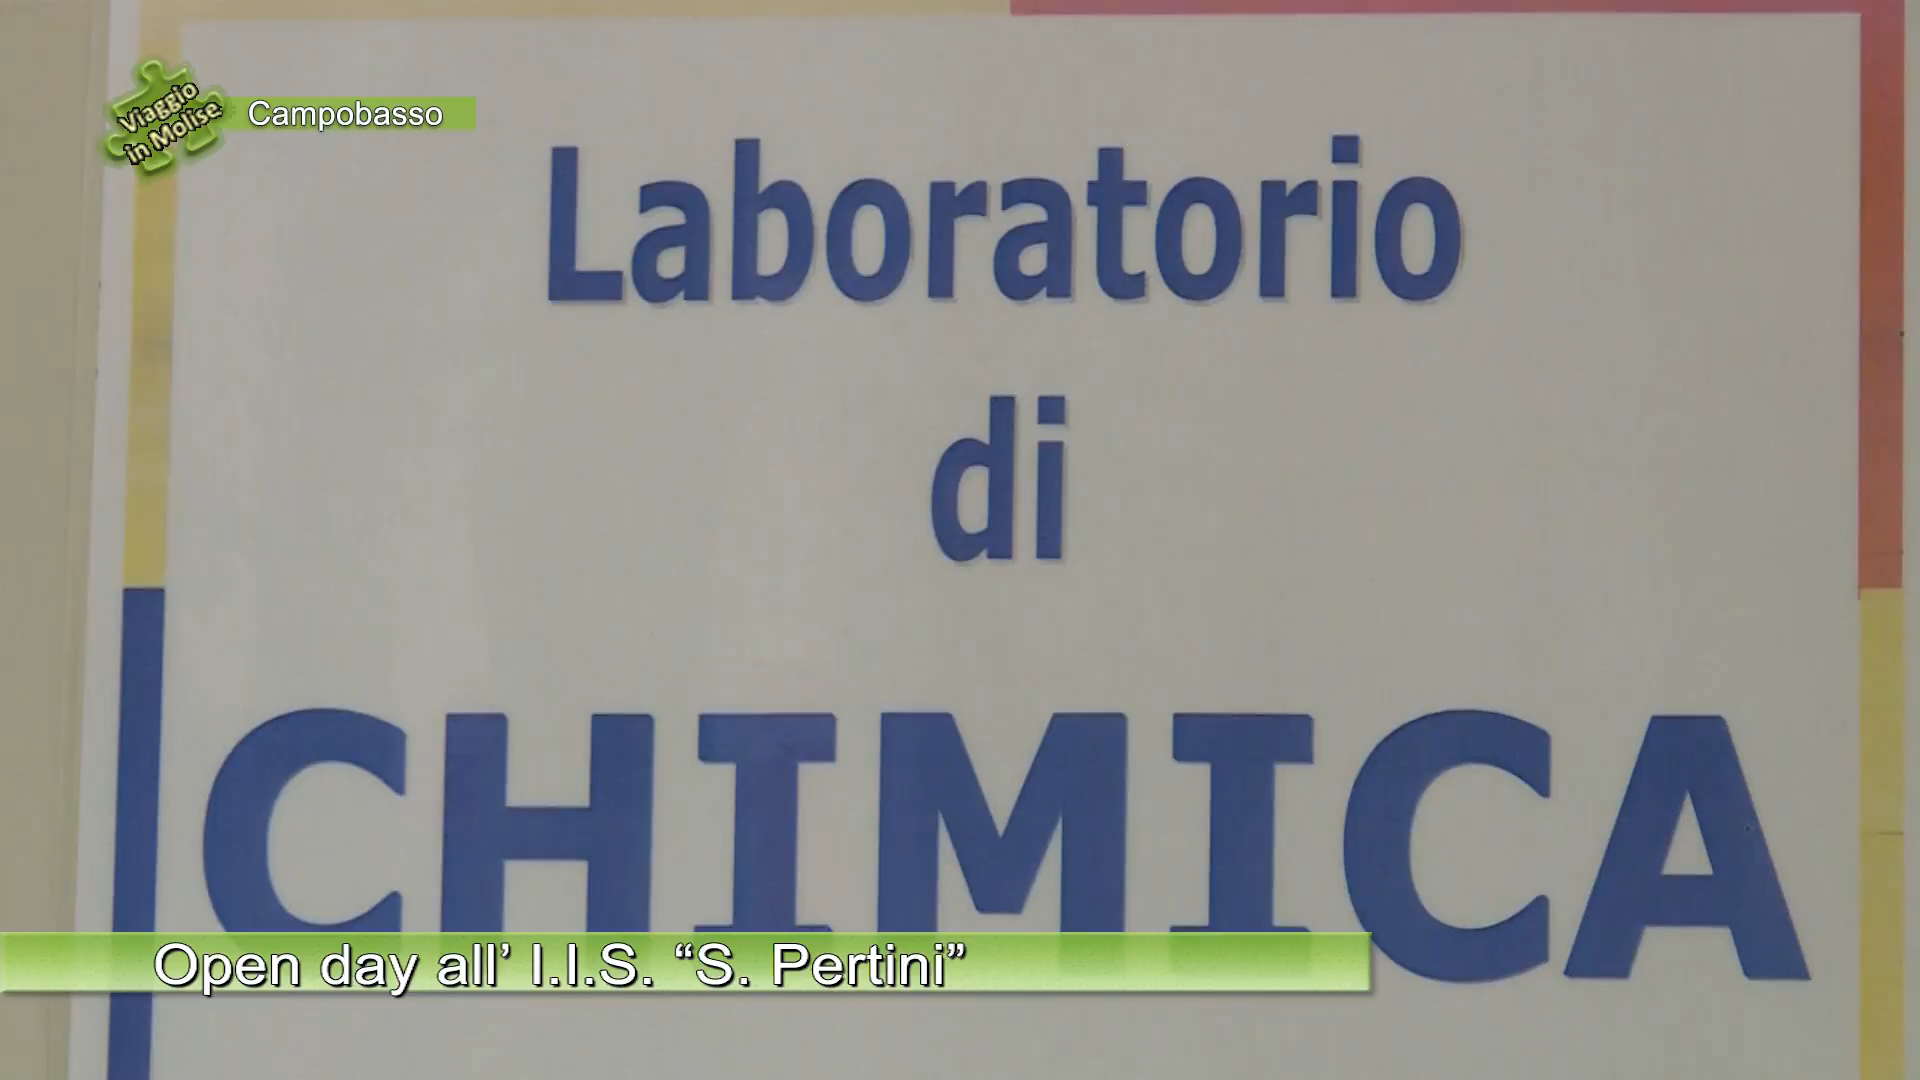 Viaggio
in Molise
Campobasso
Laboratorio
di
CHIMICA
Open day all’ I.I.S. “S. Pertini”